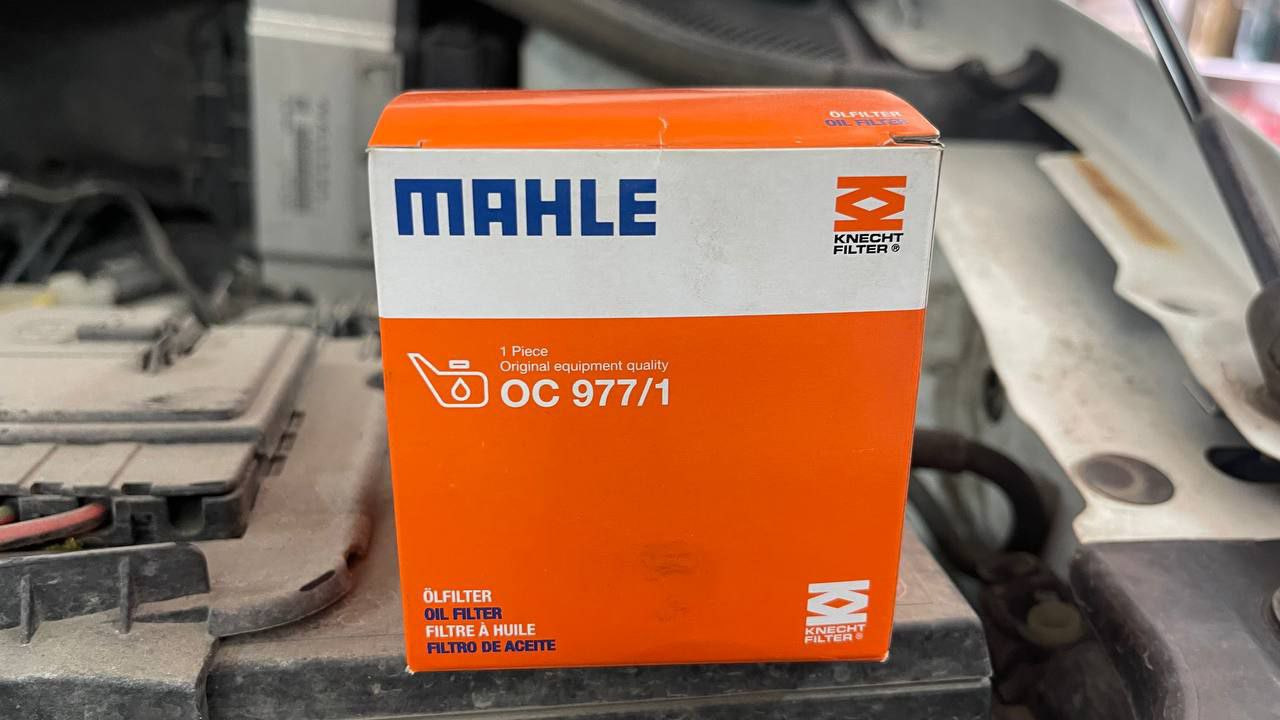 ÖLFILTER
OIL FILTER
MAHLE
KNECHT
FILTER®
1 Piece
Original equipment quality
OC 977/1
ÖLFILTER
OIL FILTER
FILTRE À HUILE
FILTRO DE ACEITE
KNECHT
FILTER®